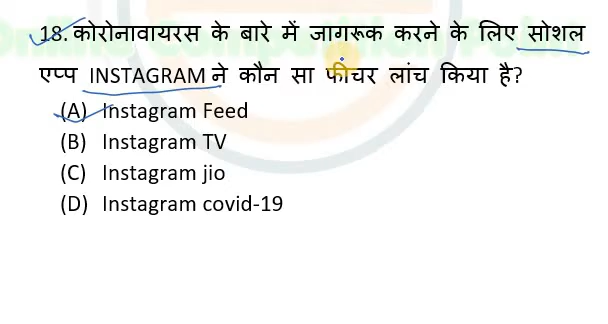 18. कोरोनावायरस के बारे में जागरूक करने के लिए सोशल
एप्प INSTAGRAM ने कौन सा फीचर लांच किया है?
(A) Instagram Feed
(B) Instagram TV
(C) Instagram jio
(D) Instagram covid-19